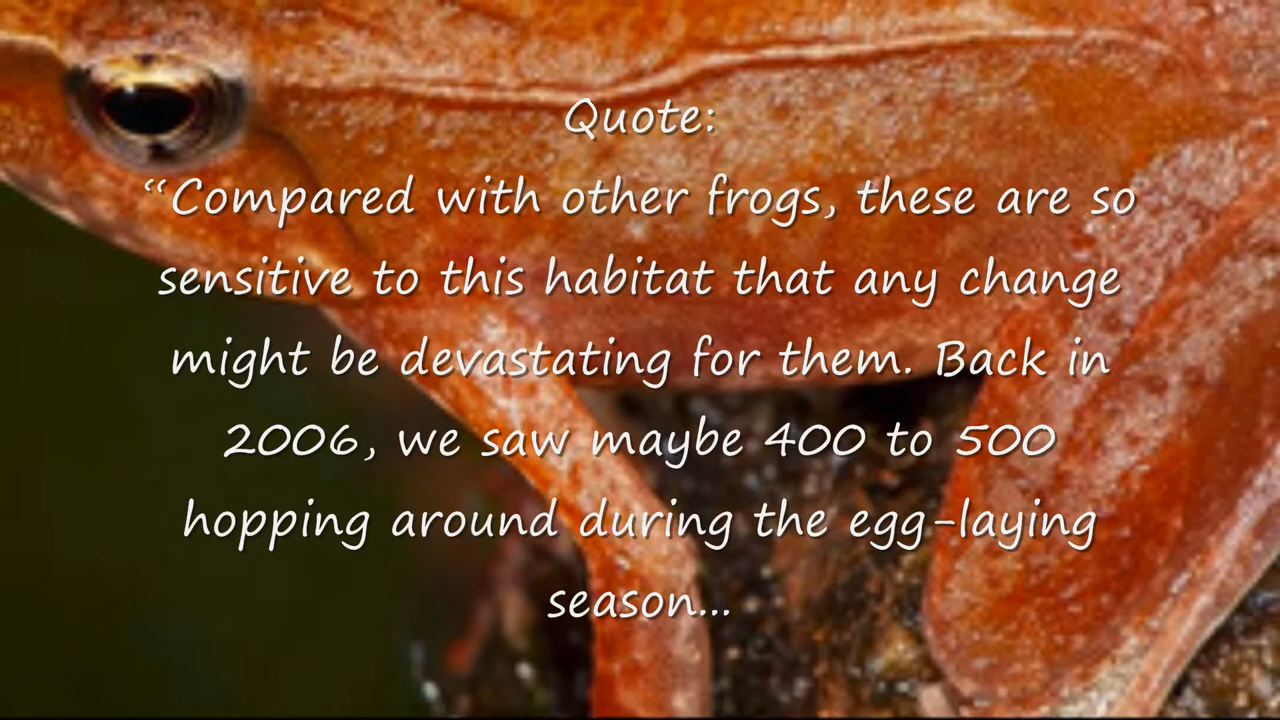 Quote:
“Compared with other frogs, these are so
sensitive to this habitat that any change
might be devastating for them. Back in
2006, we saw maybe 400 to 500
hopping around during the egg-laying
season...